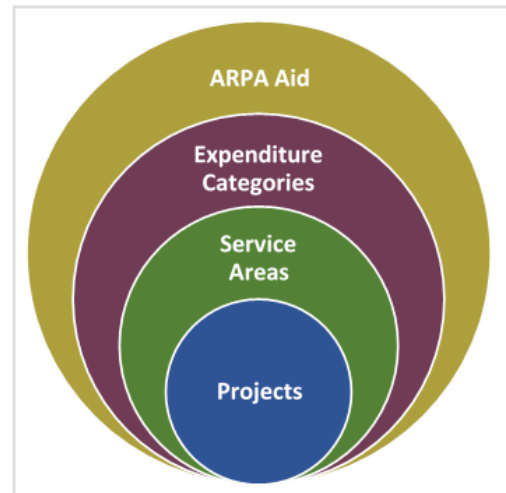 ARPA Aid
Expenditure
Categories
Service
Areas
Projects